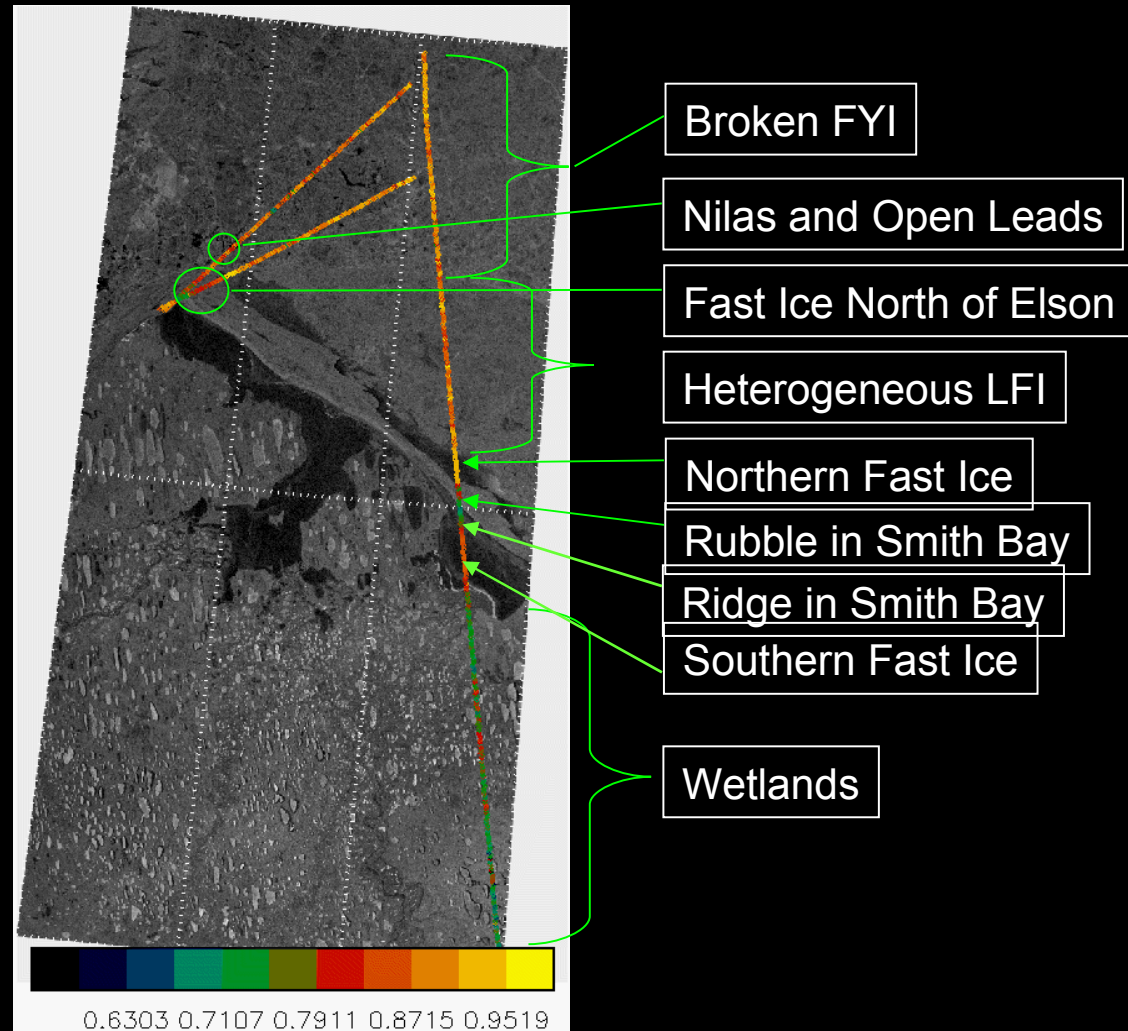 Broken FYI
Nilas and Open Leads
Fast Ice North of Elson
Heterogeneous LFI
Northern Fast Ice
Rubble in Smith Bay
Ridge in Smith Bay
Southern Fast Ice
Wetlands
0.6303 0.7107 0.7911 0.8715 0.9519